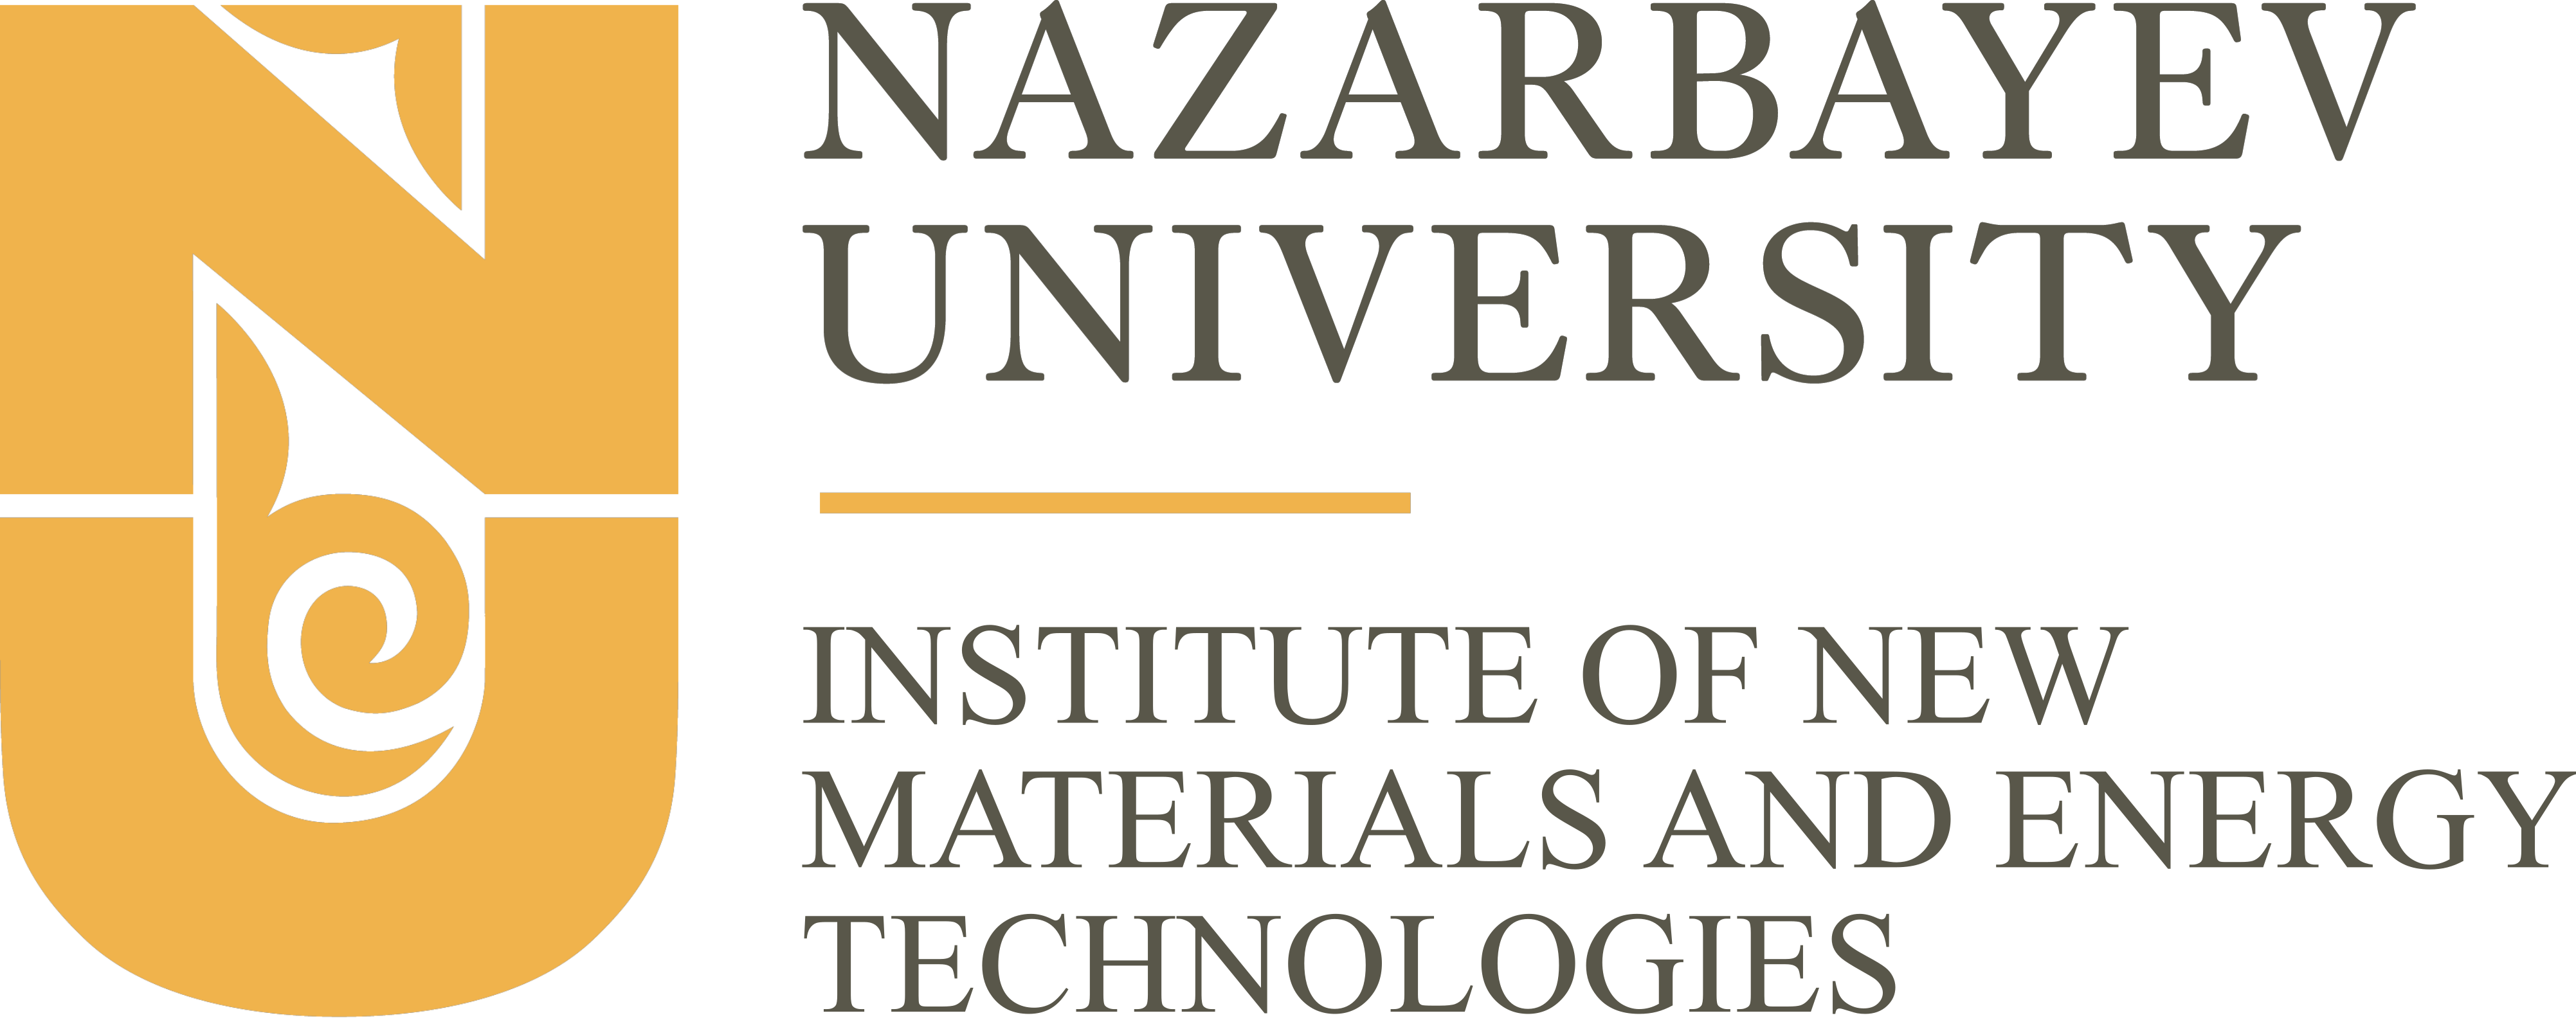 NAZARBAYEV
UNIVERSITY
INSTITUTE OF NEW
MATERIALS AND ENERGY
TECHNOLOGIES